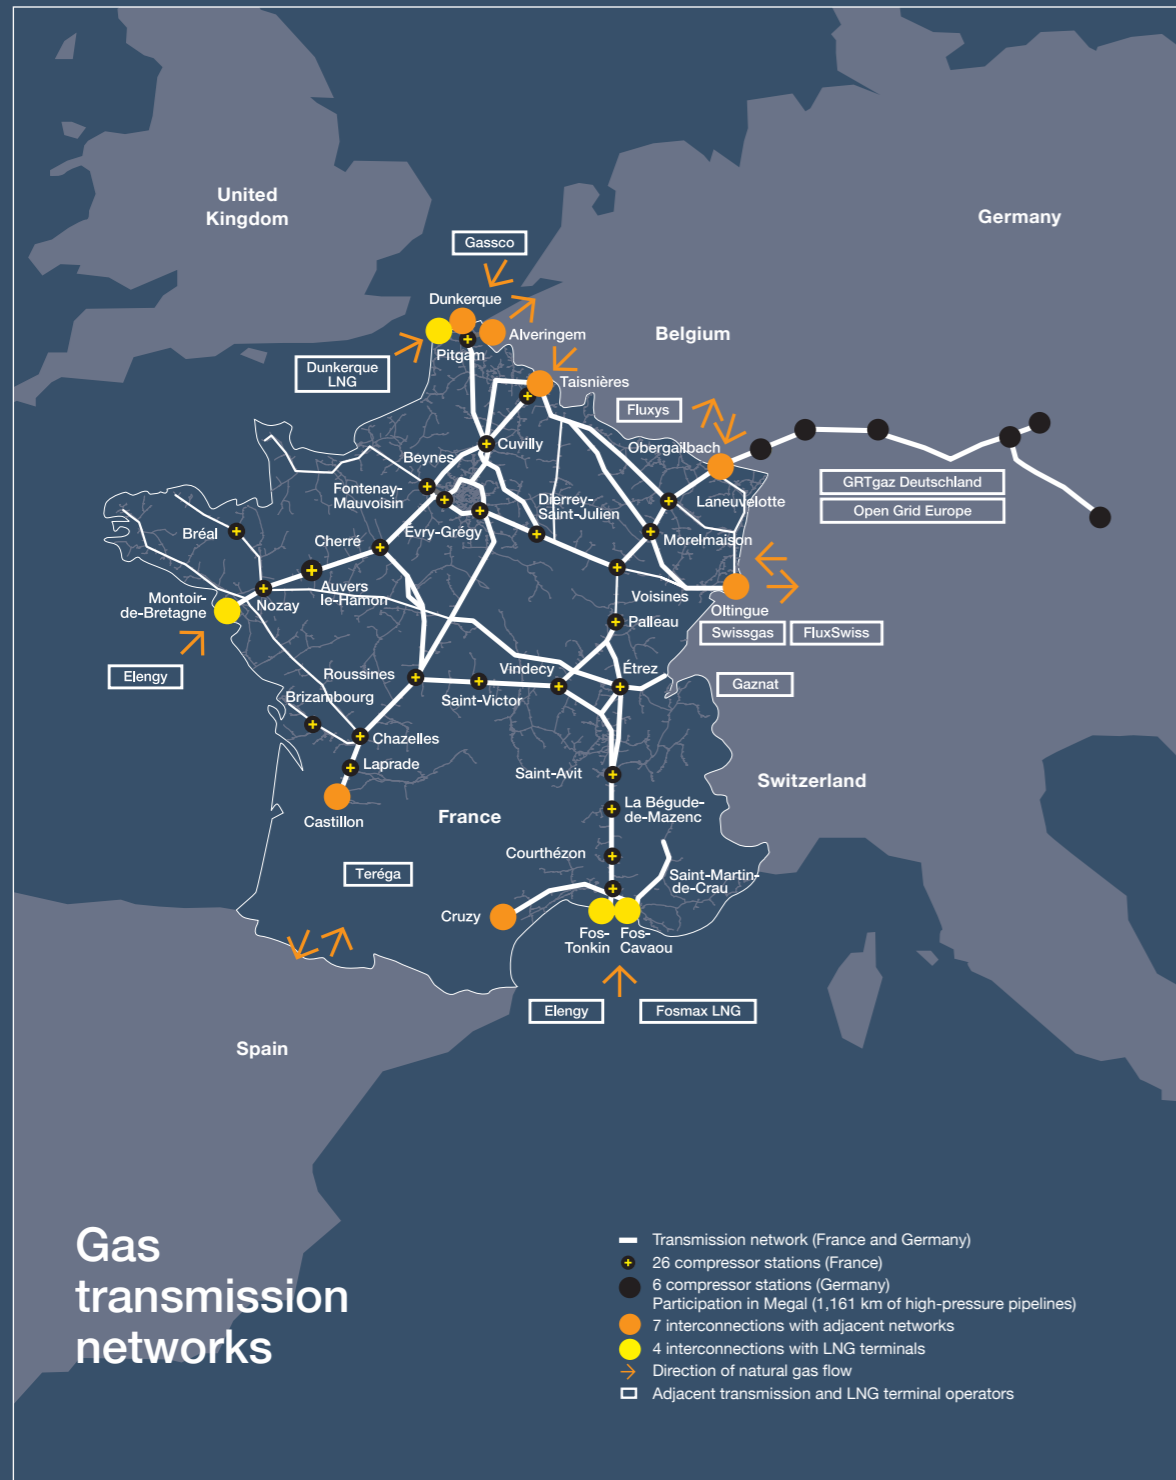 United
Kingdom
Germany
Gassco
Dunkerque
Alveringem
Belgium
Pitgam
Dunkerque
LNG
Taisnières
Fluxys
Obergailbach
Cuvilly
Beynes
Fontenay-
Mauvoisin
Dierrey-
Saint-Julien
Laneuvelotte
GRTgaz Deutschland
Open Grid Europe
Bréal
Cherré
Évry-Grégy
Morelmaison
Auvers
le-Hamon
Montoir-
de-Bretagne
Nozay
Voisines
Oltingue
Palleau
Swissgas
FluxSwiss
Elengy
Roussines
Vindecy
Étrez
Gaznat
Brizambourg
Saint-Victor
Chazelles
Laprade
Saint-Avit
Switzerland
Castillon
France
La Bégude-
de-Mazenc
Courthézon
Teréga
Saint-Martin-
de-Crau
Cruzy
Fos-
Tonkin
Fos-
Cavaou
Elengy
Fosmax LNG
Spain
Gas
transmission
networks
Transmission network (France and Germany)
26 compressor stations (France)
6 compressor stations (Germany)
Participation in Megal (1,161 km of high-pressure pipelines)
7 interconnections with adjacent networks
4 interconnections with LNG terminals
Direction of natural gas flow
Adjacent transmission and LNG terminal operators